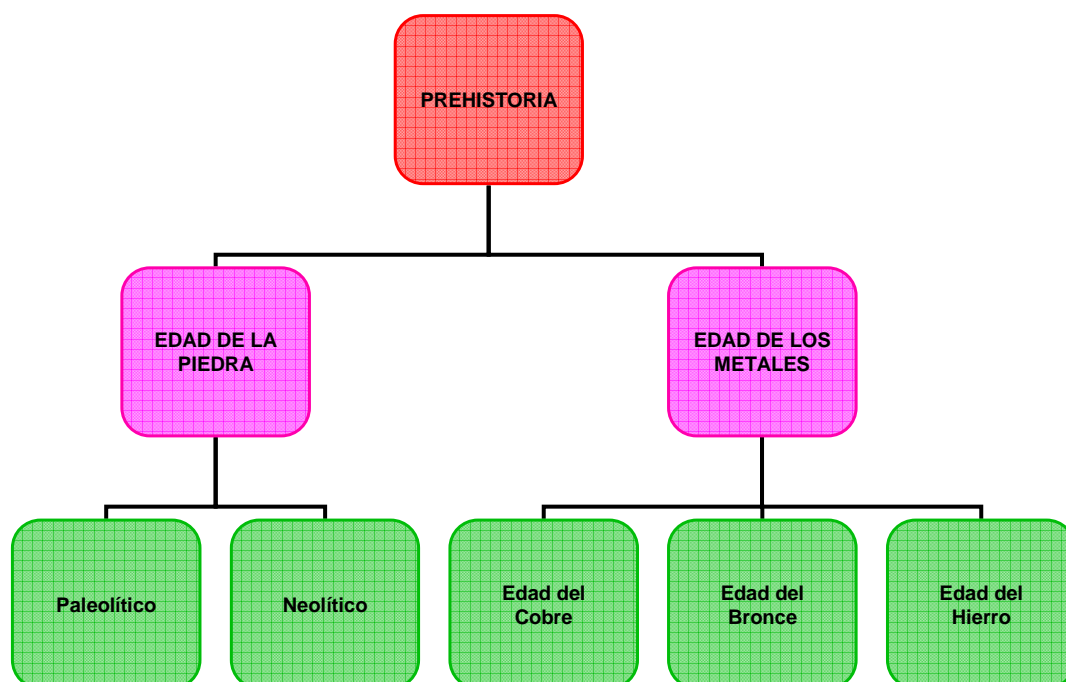 PREHISTORIA
EDAD DE LA
PIEDRA
EDAD DE LOS
METALES
Paleolítico
Neolítico
Edad del
Cobre
Edad del
Bronce
Edad del
Hierro